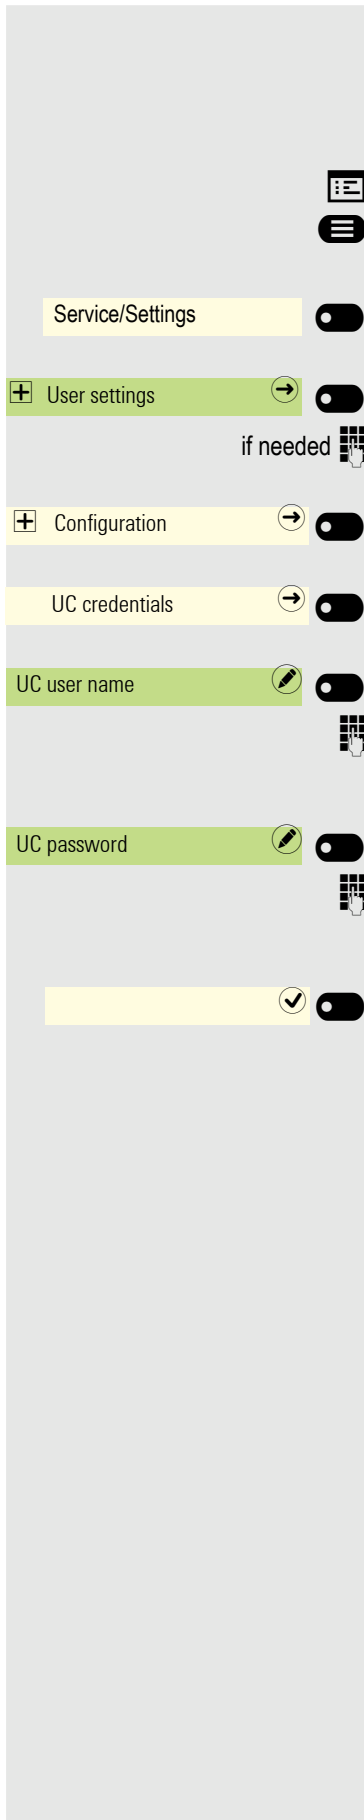 Service/Settings
User settings
if needed
Configuration
UC credentials
UC user name
UC password